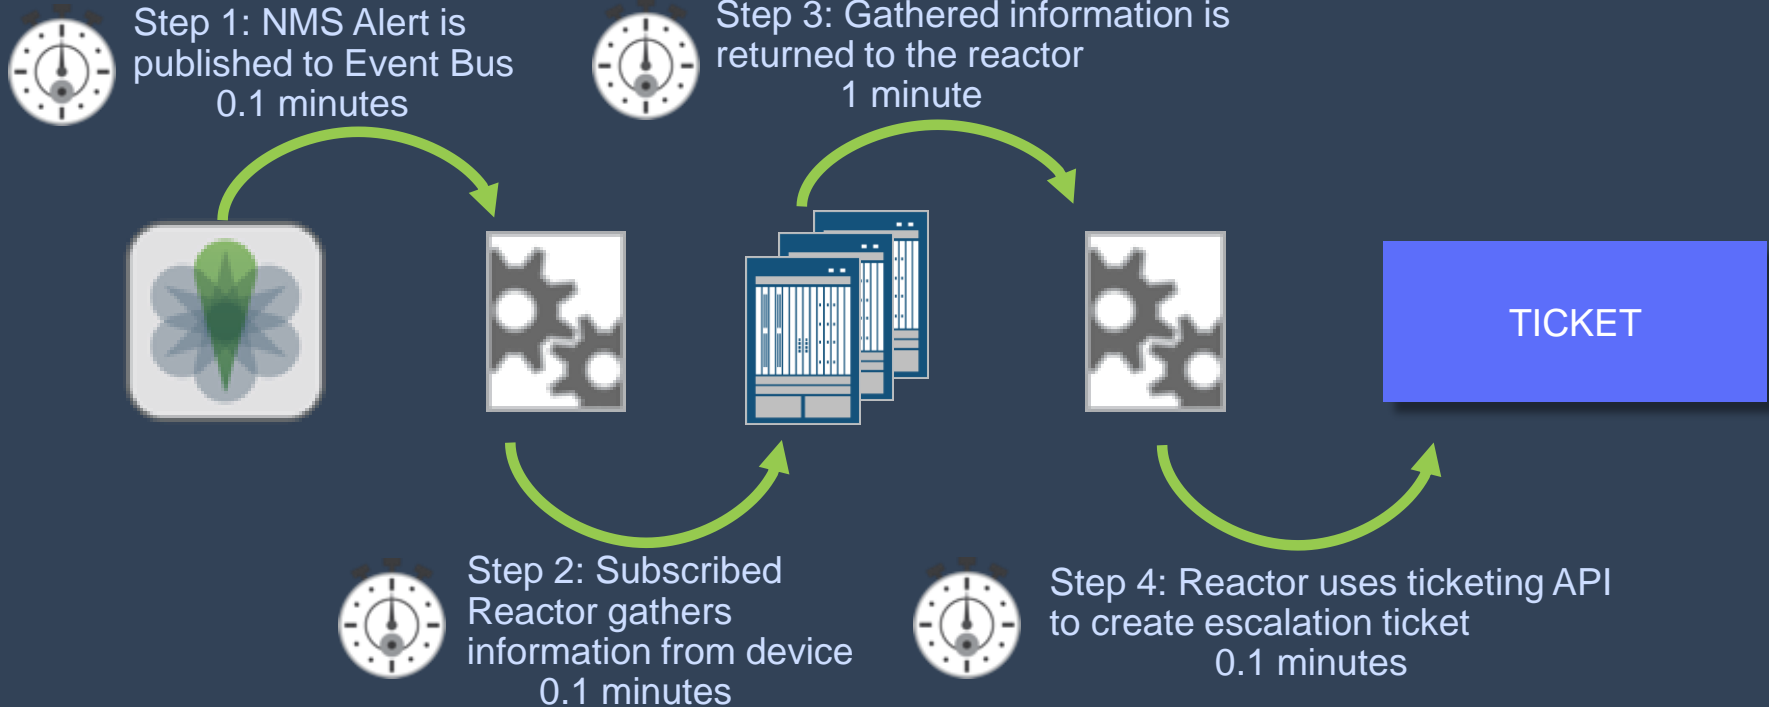 Step 1: NMS Alert is
published to Event Bus
0.1 minutes
Step 3: Gathered information is
returned to the reactor
1 minute
TICKET
Step 2: Subscribed
Reactor gathers
information from device
0.1 minutes
Step 4: Reactor uses ticketing API
to create escalation ticket
0.1 minutes